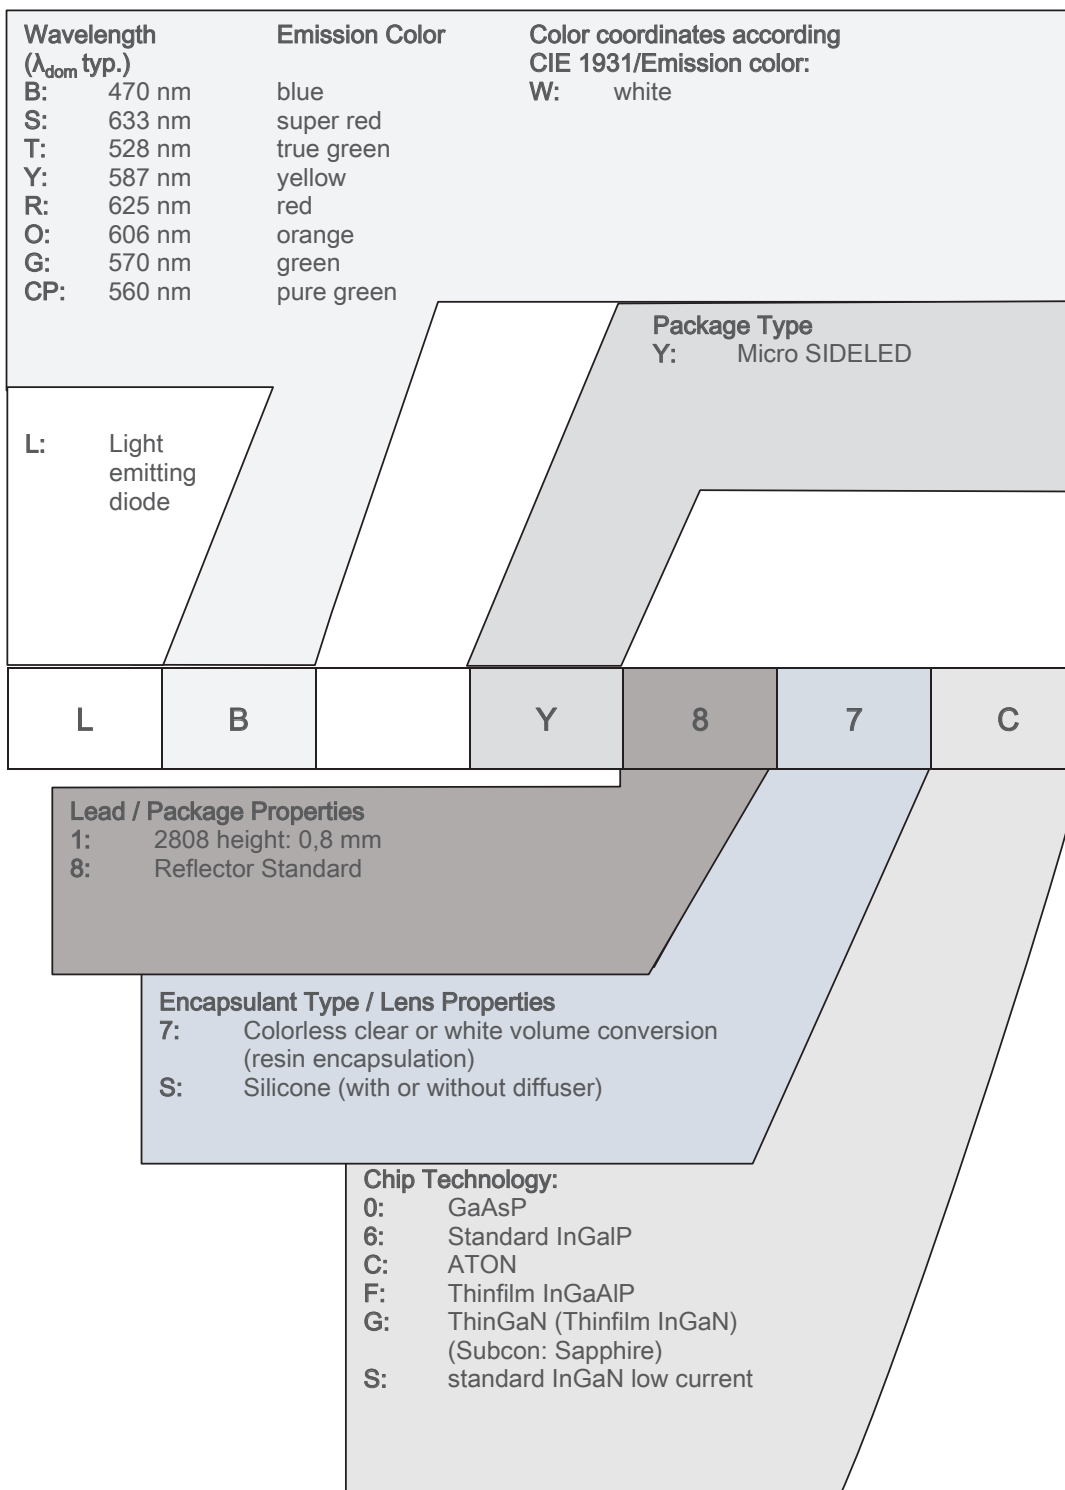 Wavelength Emission Color Color coordinates according
(λdom typ.) CIE 1931/Emission color:
B: 470 nm blue W: white
S: 633 nm super red
T: 528 nm true green
Y: 587 nm yellow
R: 625 nm red
O: 606 nm orange
G: 570 nm green
CP: 560 nm pure green
Package Type
Y: Micro SIDELED
L: Light
emitting
diode
L B Y 8 7 C
Lead / Package Properties
1: 2808 height: 0,8 mm
8: Reflector Standard
Encapsulant Type / Lens Properties
7: Colorless clear or white volume conversion
(resin encapsulation)
S: Silicone (with or without diffuser)
Chip Technology:
0: GaAsP
6: Standard InGalP
C: ATON
F: Thinfilm InGaAlP
G: ThinGaN (Thinfilm InGaN)
(Subcon: Sapphire)
S: standard InGaN low current